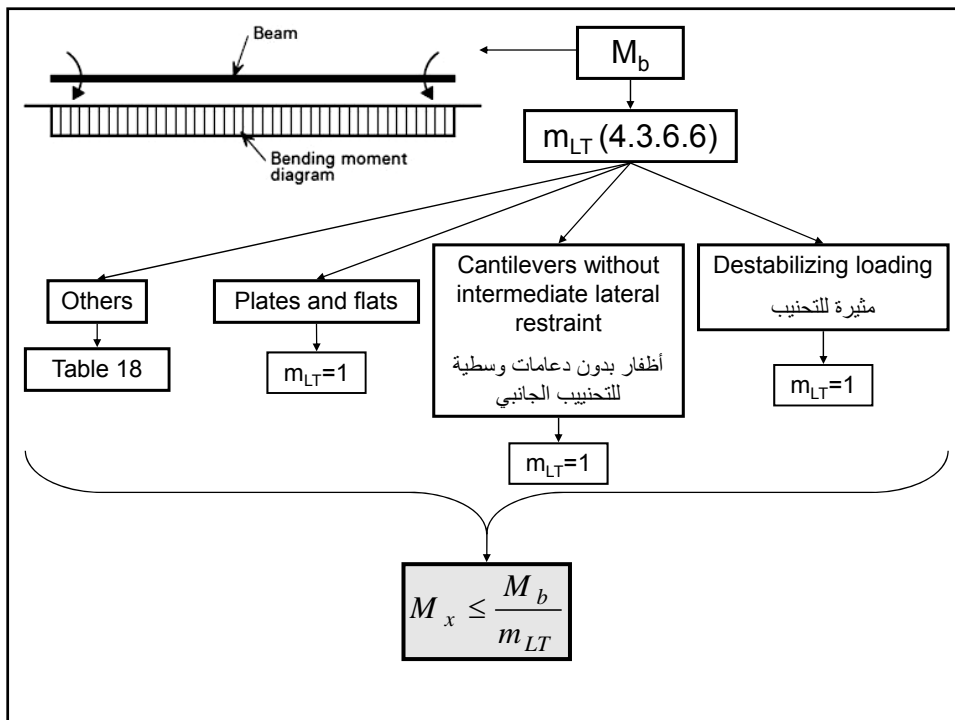 Beam
M_b
Bending moment
diagram
m_LT (4.3.6.6)
Others
Plates and flats
Cantilevers without
intermediate lateral
restraint
أظفار بدون دعامات وسطية
للتحنييب الجانبي
Destabilizing loading
مثيرة للتحنيب
Table 18
m_LT=1
m_LT=1
m_LT=1
M_x ≤ M_b / m_LT